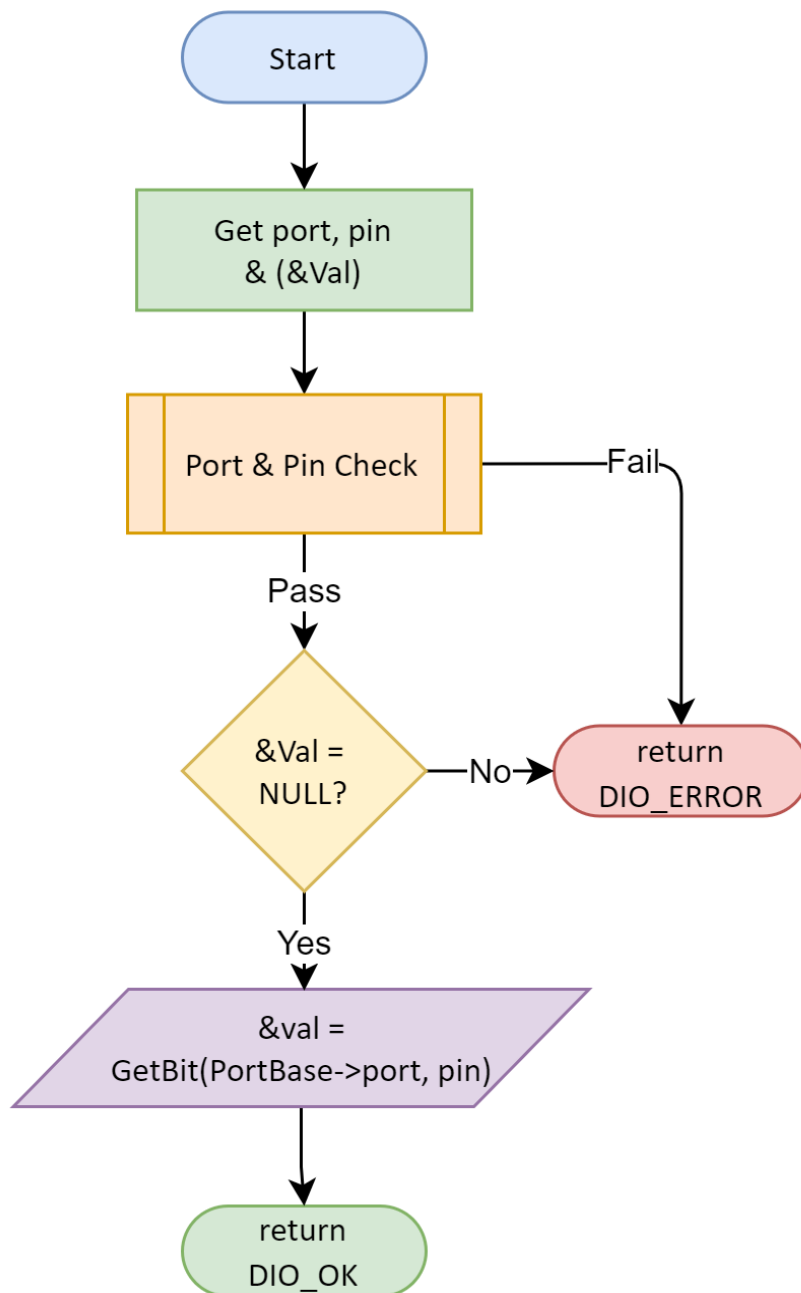 Start
Get port, pin
& (&Val)
Port & Pin Check
Fail
Pass
&Val =
NULL?
No
return
DIO_ERROR
Yes
&val =
GetBit(PortBase->port, pin)
return
DIO_OK